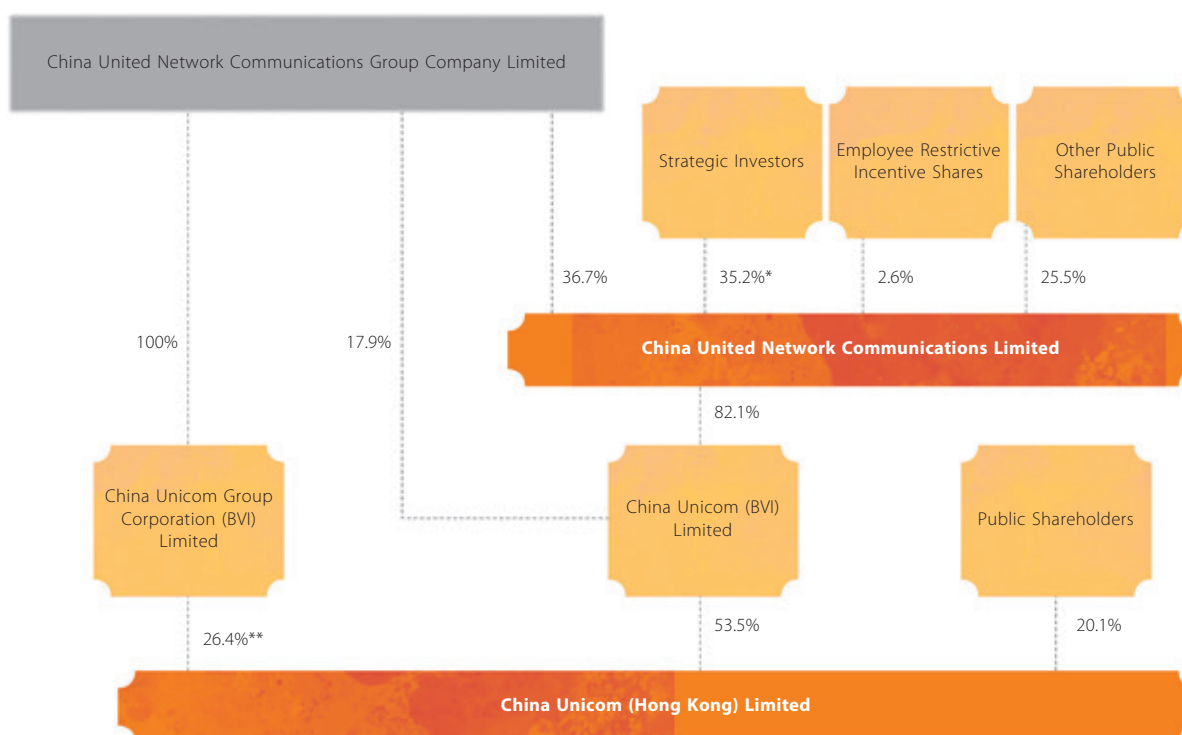 China United Network Communications Group Company Limited
Strategic Investors
Employee Restrictive
Incentive Shares
Other Public
Shareholders
36.7%
35.2%*
2.6%
25.5%
100%
17.9%
China United Network Communications Limited
82.1%
China Unicom Group
Corporation (BVI)
Limited
China Unicom (BVI)
Limited
Public Shareholders
26.4%**
53.5%
20.1%
China Unicom (Hong Kong) Limited